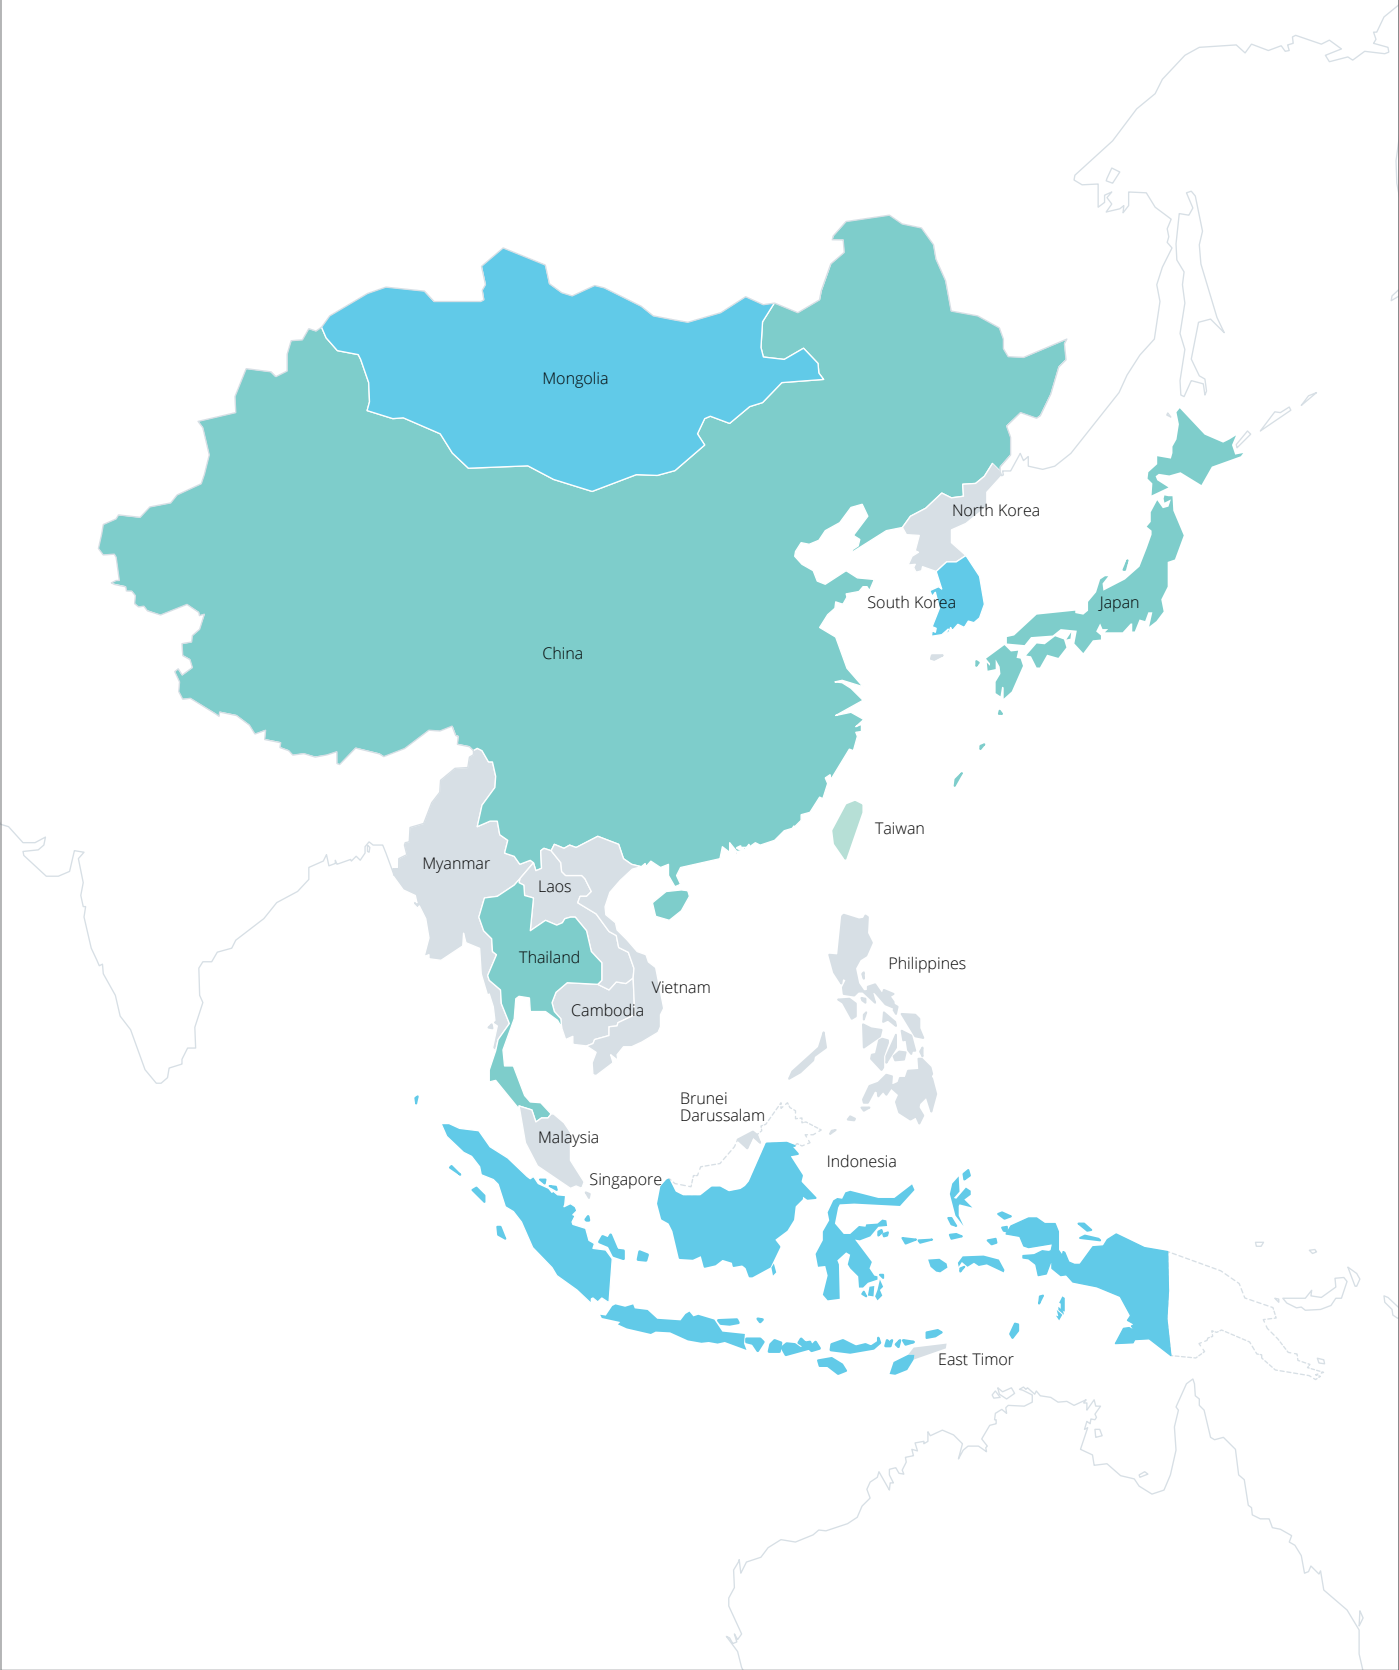 Mongolia
North Korea
South Korea
Japan
China
Taiwan
Myanmar
Laos
Thailand
Philippines
Vietnam
Cambodia
Brunei
Darussalam
Malaysia
Indonesia
Singapore
East Timor